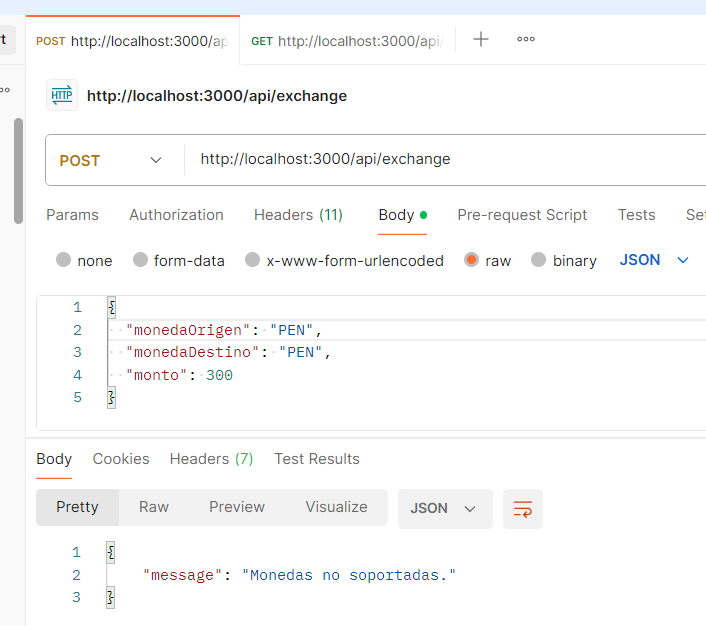 t POST http://localhost:3000/ap GET http://localhost:3000/api/
HTTP http://localhost:3000/api/exchange
POST http://localhost:3000/api/exchange
Params Authorization Headers (11) Body Pre-request Script Tests Set
none form-data x-www-form-urlencoded raw binary JSON
1 {
2 "monedaOrigen": "PEN",
3 "monedaDestino": "PEN",
4 "monto": 300
5 }
Body Cookies Headers (7) Test Results
Pretty Raw Preview Visualize JSON
1 {
2 "message": "Monedas no soportadas."
3 }